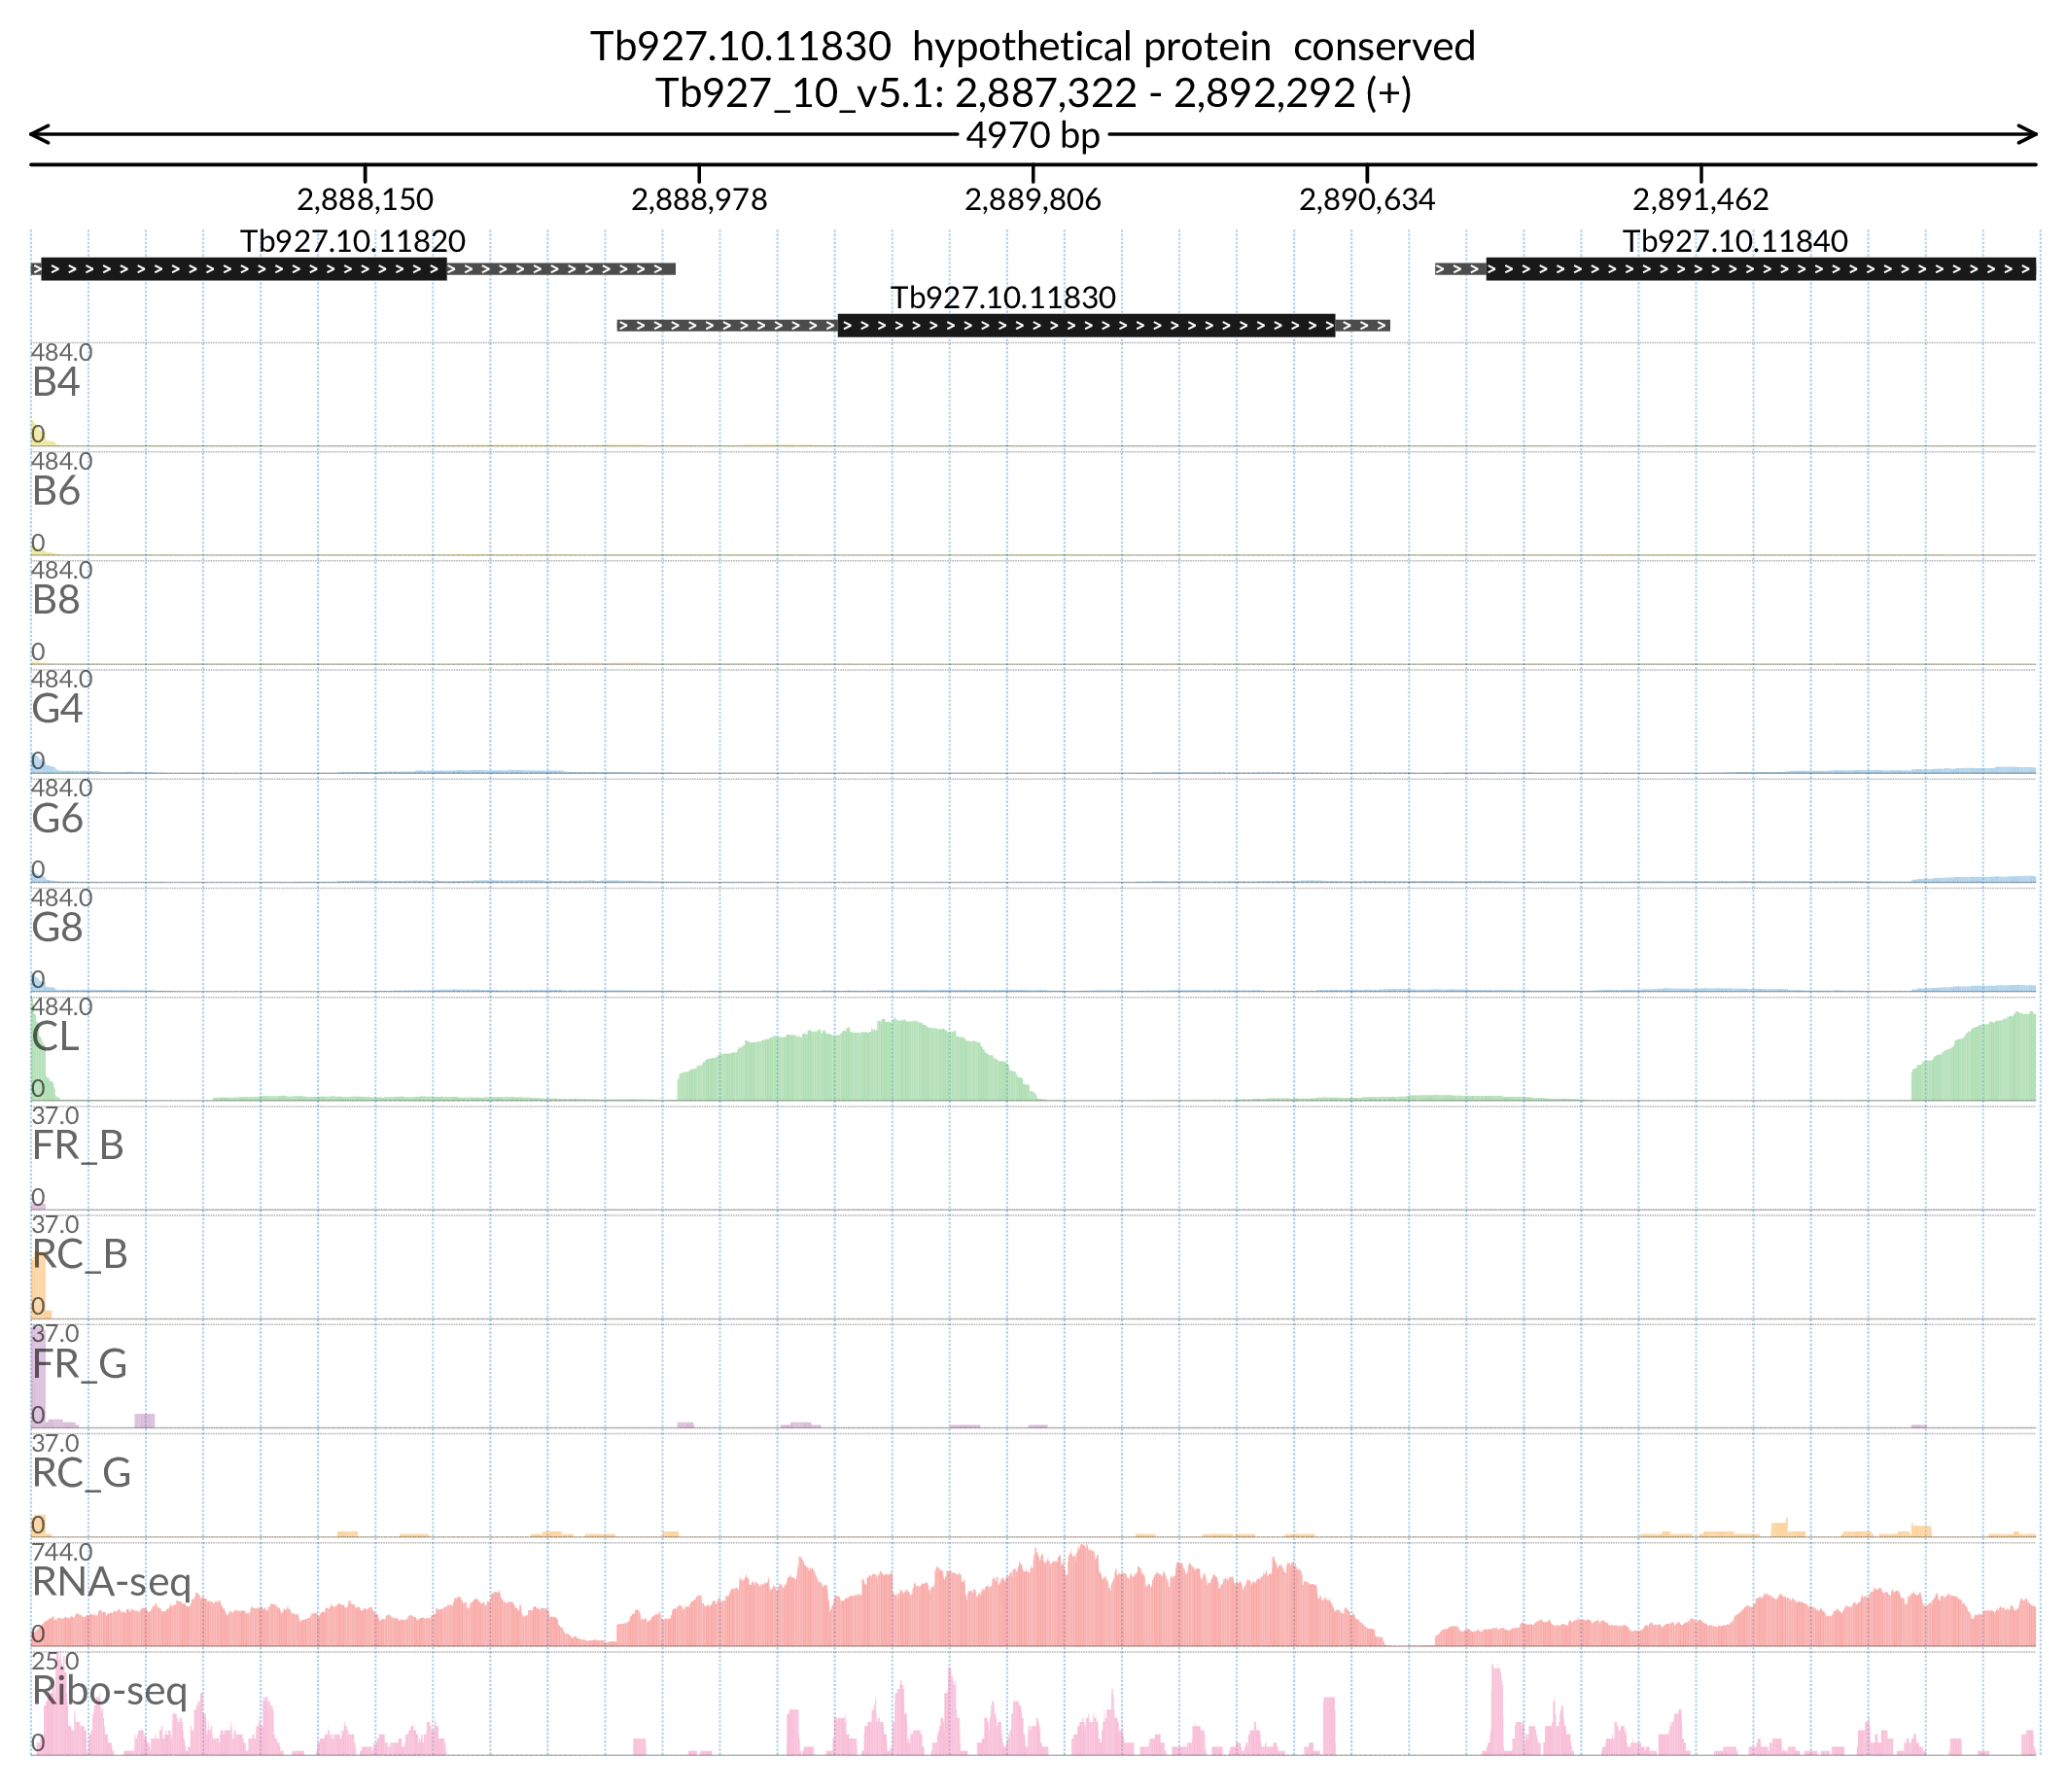 Tb927.10.11830 hypothetical protein conserved
Tb927_10_v5.1: 2,887,322 - 2,892,292 (+)
4970 bp
2,888,150 2,888,978 2,889,806 2,890,634 2,891,462
Tb927.10.11820 Tb927.10.11840
Tb927.10.11830
484.0
B4
0
484.0
B6
0
484.0
B8
0
484.0
G4
0
484.0
G6
0
484.0
G8
0
484.0
CL
0
37.0
FR_B
0
37.0
RC_B
0
37.0
FR_G
0
37.0
RC_G
0
744.0
RNA-seq
0
25.0
Ribo-seq
0